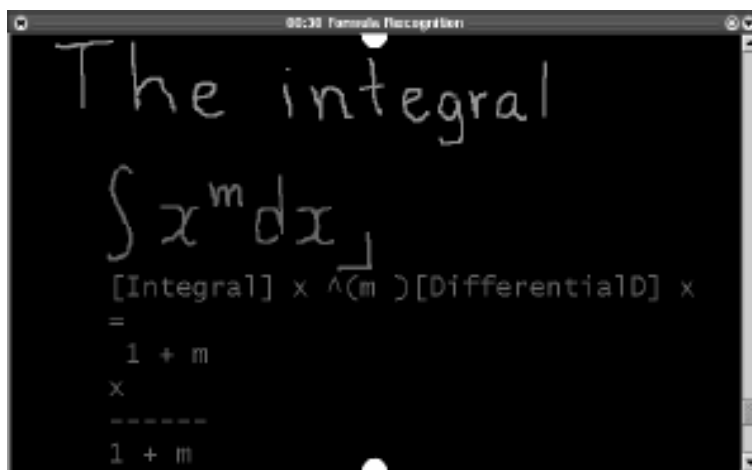 00:30 Formula Recognition
The integral
∫ x^m dx
[Integral] x ^(m )[DifferentialD] x
=
1 + m
x
------
1 + m